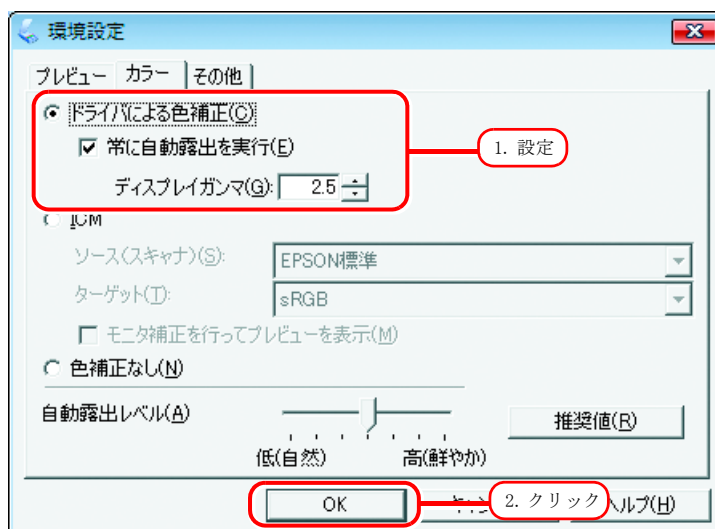 環境設定
プレビュー カラー その他
ドライバによる色補正(C)
常に自動露出を実行(E)
1. 設定
ディスプレイガンマ(G): 2.5
ICM
ソース(スキャナ)(S): EPSON標準
ターゲット(T): sRGB
モニタ補正を行ってプレビューを表示(M)
色補正なし(N)
自動露出レベル(A)
推奨値(R)
低(自然) 高(鮮やか)
OK
2. クリック
ヘルプ(H)